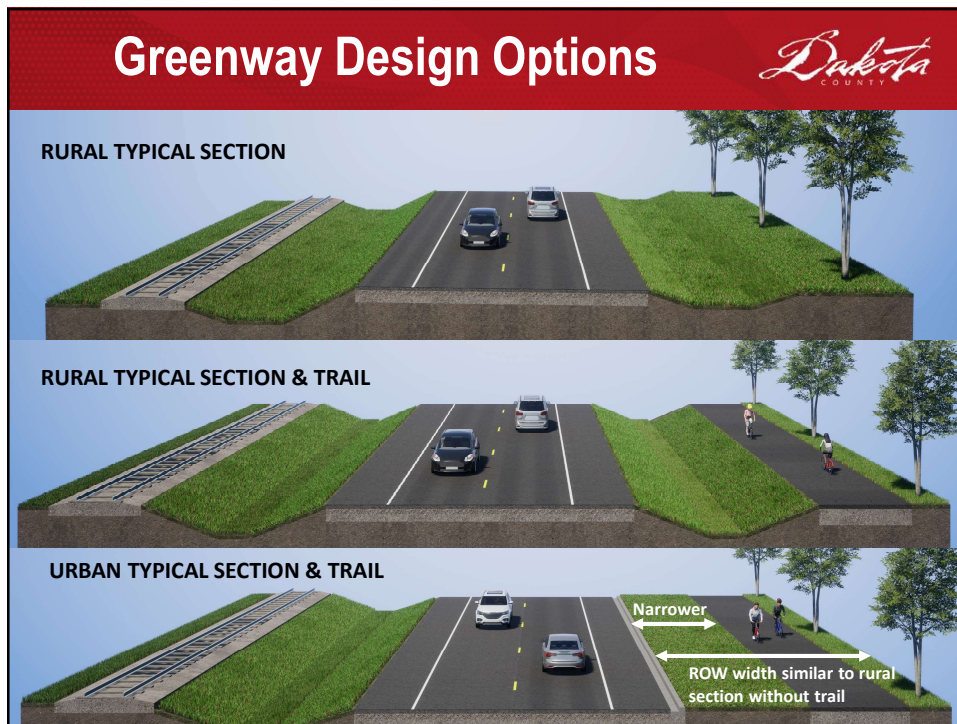 Greenway Design Options
Dakota
COUNTY
RURAL TYPICAL SECTION
RURAL TYPICAL SECTION & TRAIL
URBAN TYPICAL SECTION & TRAIL
Narrower
ROW width similar to rural
section without trail